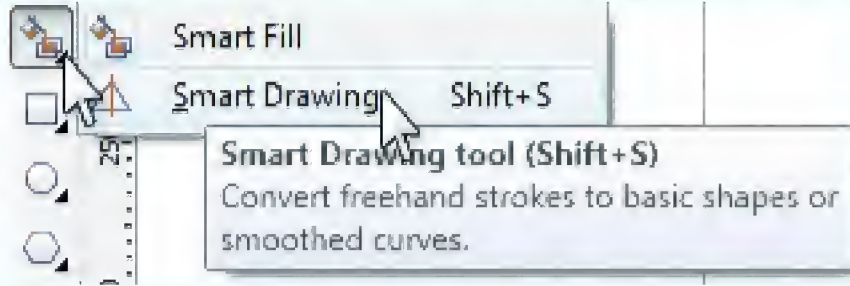 Smart Fill
Smart Drawing Shift+S
Smart Drawing tool (Shift+S)
Convert freehand strokes to basic shapes or
smoothed curves.